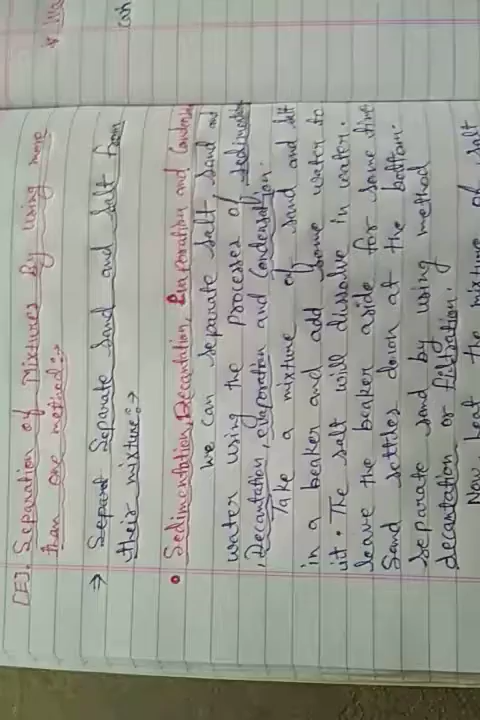 [E]. Separation of Mixtures By using more
than one method:→
→ Separat Separate sand and salt from
their mixture:→
• Sedimentation, Decantation, Evaporation and Condensa
We can separate salt, sand and
water using the processes of sedimentati
, Decantation, evaporation and Condensation.
Take a mixture of sand and salt
in a beaker and add some water to
it. The salt will dissolve in water.
leave the beaker aside for some time
Sand settles down at the bottom.
separate sand by using method
decantation or filtration.
Now, heat the mixture of salt